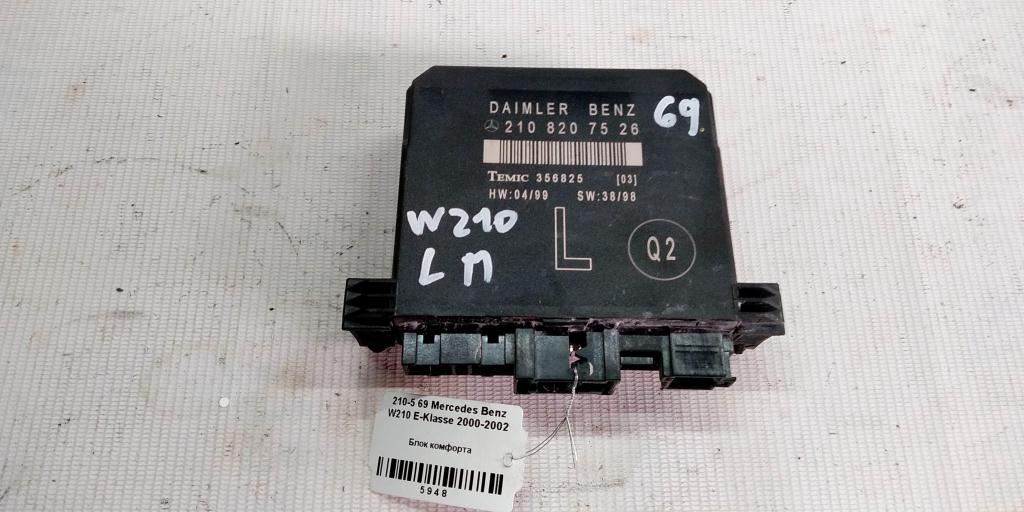 DAIMLER BENZ
69
210 820 75 26
TEMIC 356825 [03]
HW:04/99 SW:38/98
W210
L M
L
Q2
210-5 69 Mercedes Benz
W210 E-Klasse 2000-2002
Блок комфорта
5948